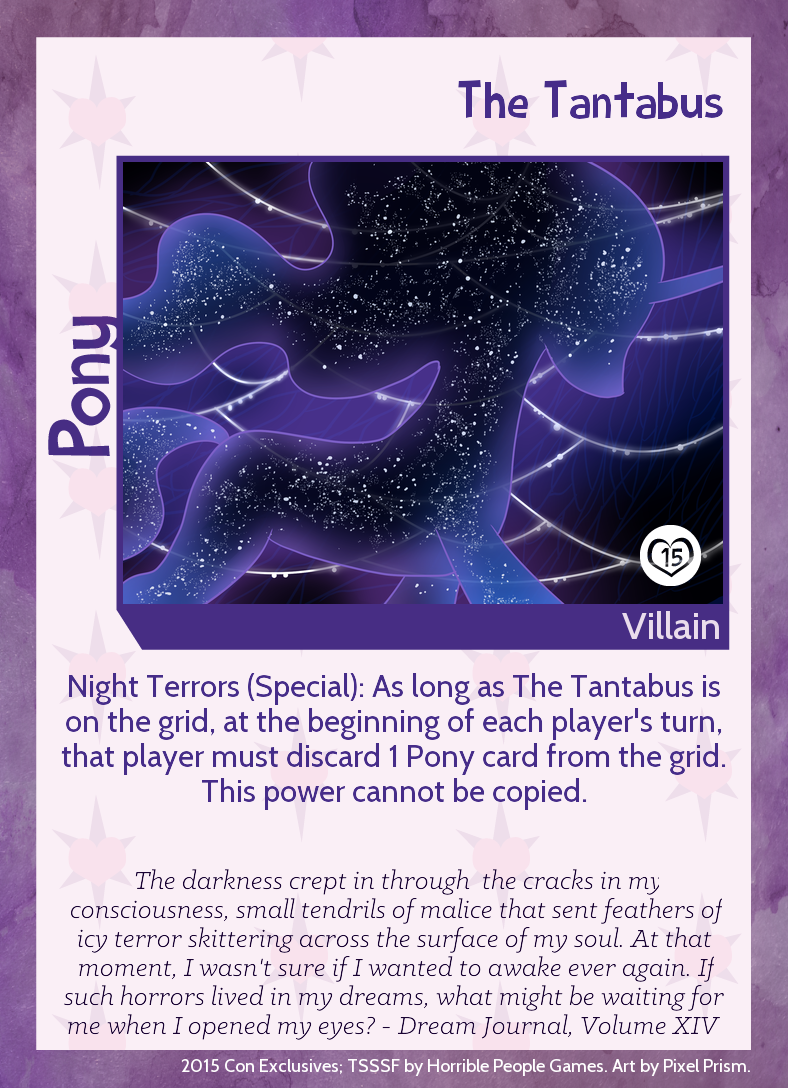 The Tantabus
Pony
15
Villain
Night Terrors (Special): As long as The Tantabus is
on the grid, at the beginning of each player's turn,
that player must discard 1 Pony card from the grid.
This power cannot be copied.
The darkness crept in through the cracks in my
consciousness, small tendrils of malice that sent feathers of
icy terror skittering across the surface of my soul. At that
moment, I wasn't sure if I wanted to awake ever again. If
such horrors lived in my dreams, what might be waiting for
me when I opened my eyes? - Dream Journal, Volume XIV
2015 Con Exclusives; TSSSF by Horrible People Games. Art by Pixel Prism.